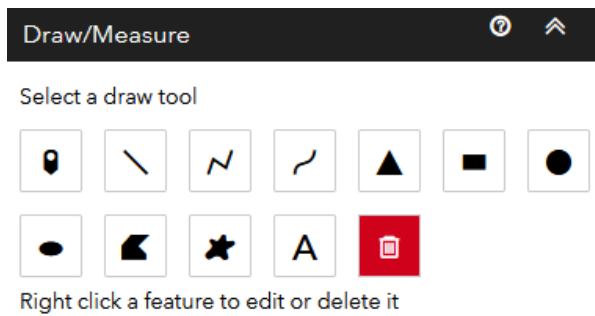 Draw/Measure
Select a draw tool
A
Right click a feature to edit or delete it